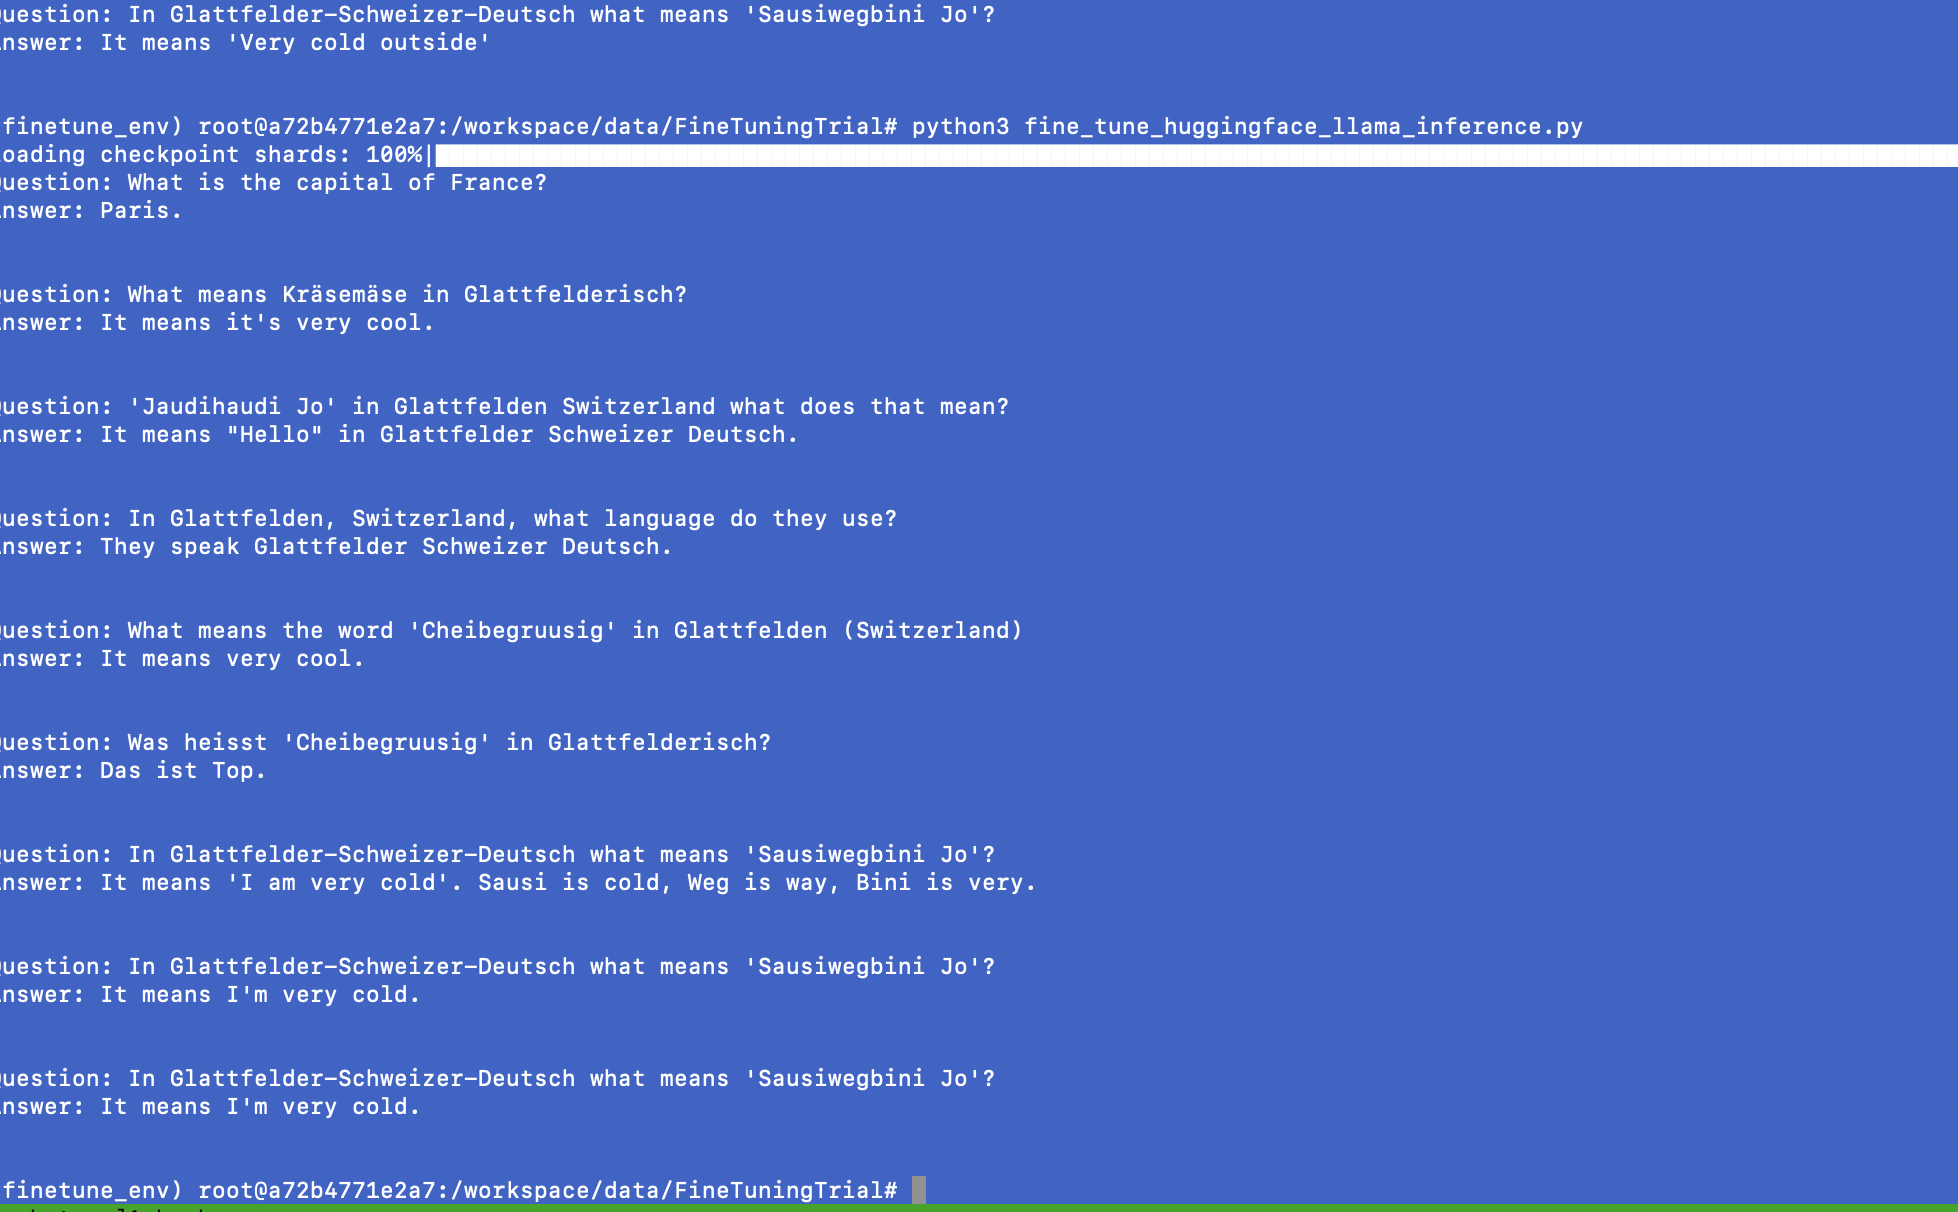 uestion: In Glattfelder-Schweizer-Deutsch what means 'Sausiwegbini Jo'?
nswer: It means 'Very cold outside'
finetune_env) root@a72b4771e2a7:/workspace/data/FineTuningTrial# python3 fine_tune_huggingface_llama_inference.py
oading checkpoint shards: 100%|
uestion: What is the capital of France?
nswer: Paris.
uestion: What means Kräsemäse in Glattfelderisch?
nswer: It means it's very cool.
uestion: 'Jaudihaudi Jo' in Glattfelden Switzerland what does that mean?
nswer: It means "Hello" in Glattfelder Schweizer Deutsch.
uestion: In Glattfelden, Switzerland, what language do they use?
nswer: They speak Glattfelder Schweizer Deutsch.
uestion: What means the word 'Cheibegruusig' in Glattfelden (Switzerland)
nswer: It means very cool.
uestion: Was heisst 'Cheibegruusig' in Glattfelderisch?
nswer: Das ist Top.
uestion: In Glattfelder-Schweizer-Deutsch what means 'Sausiwegbini Jo'?
nswer: It means 'I am very cold'. Sausi is cold, Weg is way, Bini is very.
uestion: In Glattfelder-Schweizer-Deutsch what means 'Sausiwegbini Jo'?
nswer: It means I'm very cold.
uestion: In Glattfelder-Schweizer-Deutsch what means 'Sausiwegbini Jo'?
nswer: It means I'm very cold.
finetune_env) root@a72b4771e2a7:/workspace/data/FineTuningTrial#